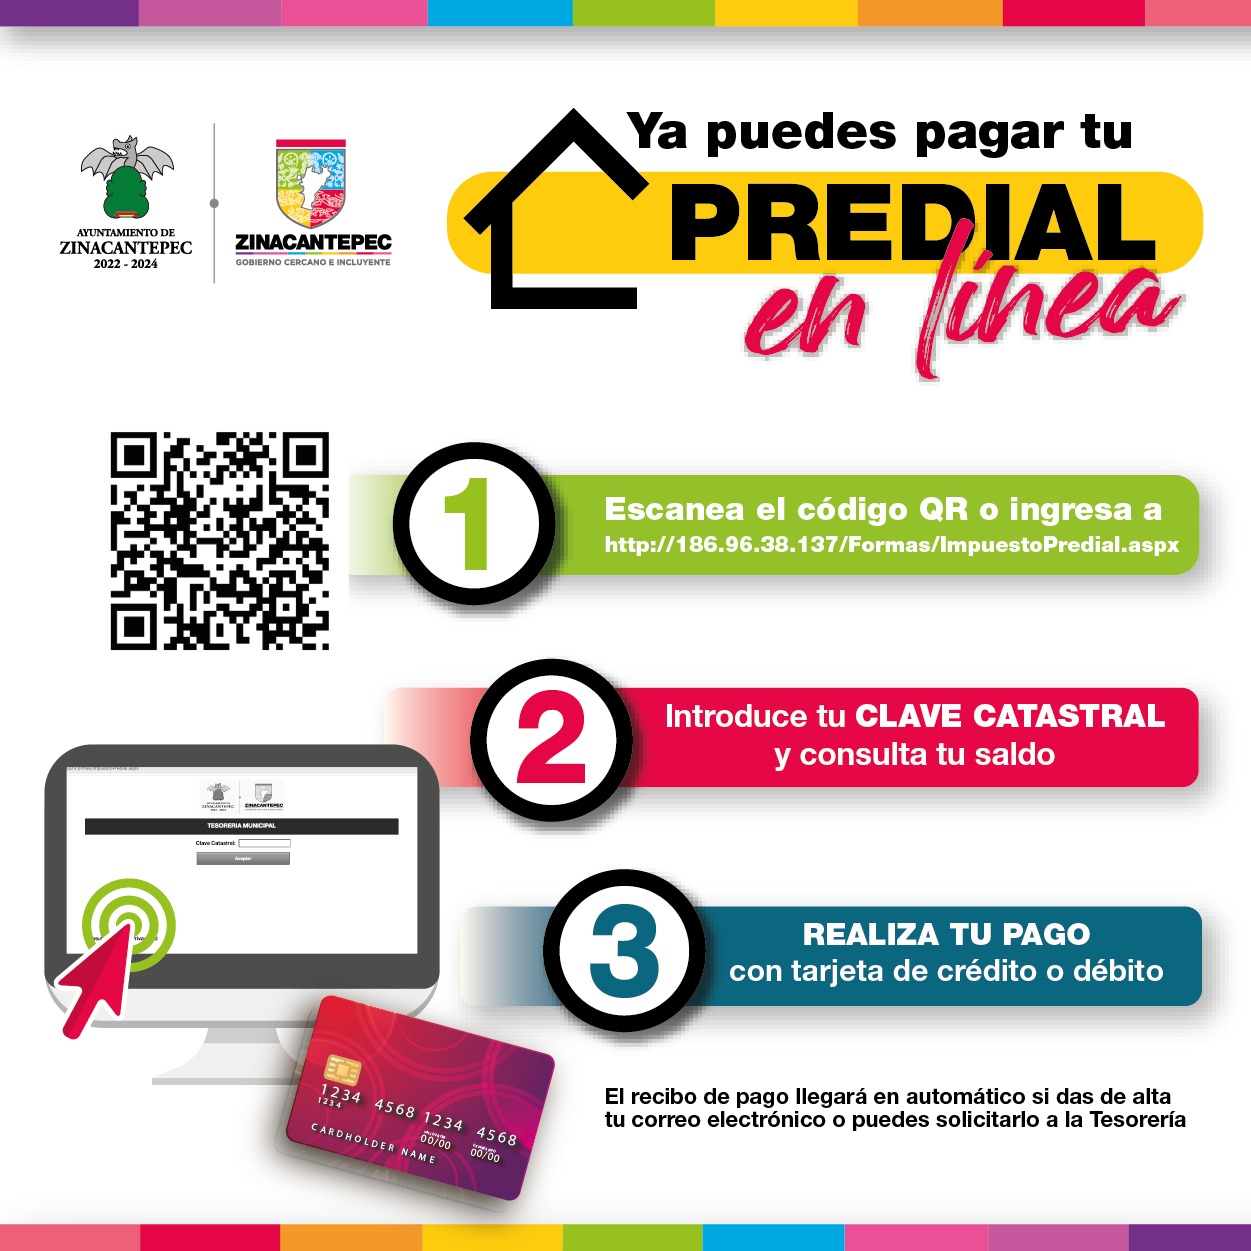 AYUNTAMIENTO DE
ZINACANTEPEC
2022 - 2024
ZINACANTEPEC
GOBIERNO CERCANO E INCLUYENTE
Ya puedes pagar tu
PREDIAL
en línea
1
Escanea el código QR o ingresa a
http://186.96.38.137/Formas/ImpuestoPredial.aspx
2
Introduce tu CLAVE CATASTRAL
y consulta tu saldo
ZINACANTEPEC
ZINACANTEPEC
TESORERIA MUNICIPAL
Clave Catastral:
Aceptar
3
REALIZA TU PAGO
con tarjeta de crédito o débito
1234 4568 1234 4568
1234
00/00
00/00
CARDHOLDER NAME
El recibo de pago llegará en automático si das de alta
tu correo electrónico o puedes solicitarlo a la Tesorería